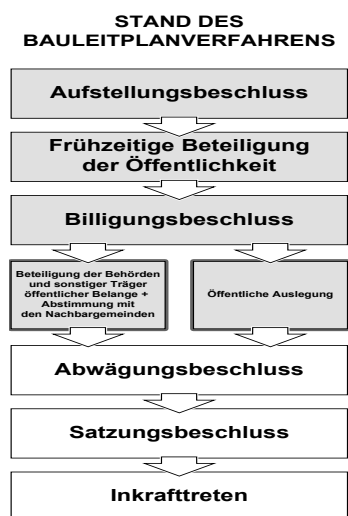 STAND DES
BAULEITPLANVERFAHRENS
Aufstellungsbeschluss
Frühzeitige Beteiligung
der Öffentlichkeit
Billigungsbeschluss
Beteiligung der Behörden
und sonstiger Träger
öffentlicher Belange +
Abstimmung mit
den Nachbargemeinden
Öffentliche Auslegung
Abwägungsbeschluss
Satzungsbeschluss
Inkrafttreten